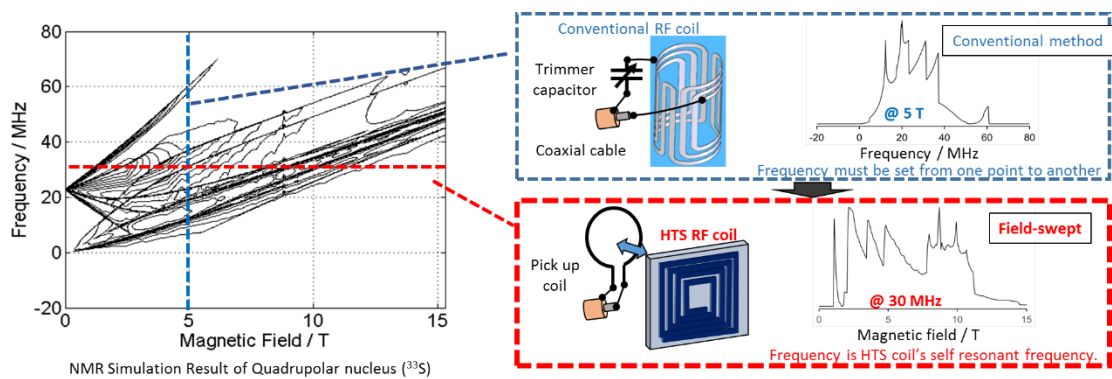 80
60
40
20
0
-20
Frequency / MHz
0
5
10
15
Magnetic Field / T
NMR Simulation Result of Quadrupolar nucleus (³³S)
Conventional RF coil
Trimmer
capacitor
Coaxial cable
Conventional method
@ 5 T
-20 0 20 40 60 80
Frequency / MHz
Frequency must be set from one point to another
HTS RF coil
Pick up
coil
Field-swept
@ 30 MHz
0 5 10 15
Magnetic field / T
Frequency is HTS coil's self resonant frequency.